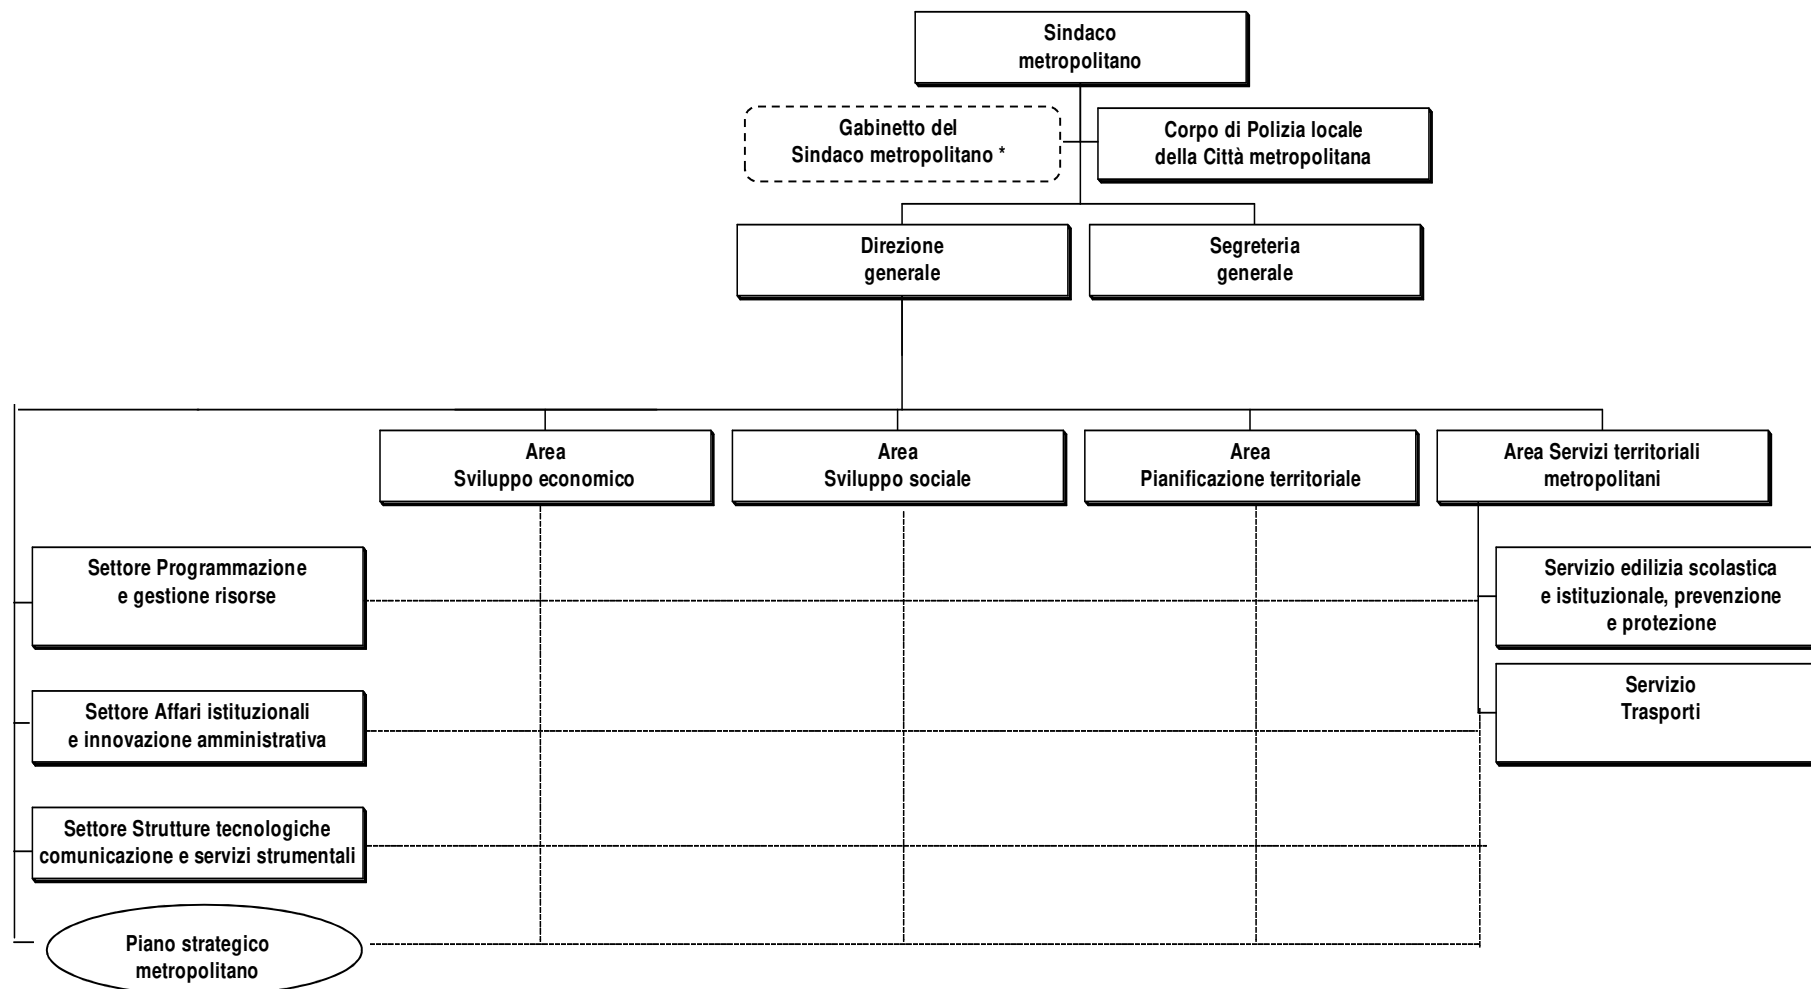 Sindaco
metropolitano
Gabinetto del
Sindaco metropolitano *
Corpo di Polizia locale
della Città metropolitana
Direzione
generale
Segreteria
generale
Area
Sviluppo economico
Area
Sviluppo sociale
Area
Pianificazione territoriale
Area Servizi territoriali
metropolitani
Settore Programmazione
e gestione risorse
Servizio edilizia scolastica
e istituzionale, prevenzione
e protezione
Settore Affari istituzionali
e innovazione amministrativa
Servizio
Trasporti
Settore Strutture tecnologiche
comunicazione e servizi strumentali
Piano strategico
metropolitano